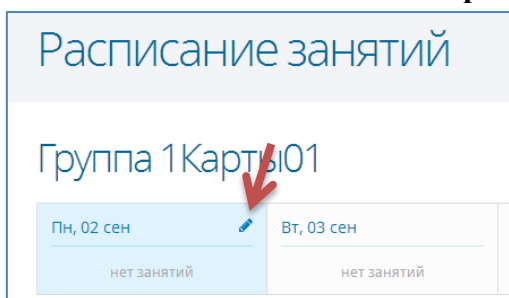 Расписание занятий
Группа 1Карты01
Пн, 02 сен Вт, 03 сен
нет занятий нет занятий